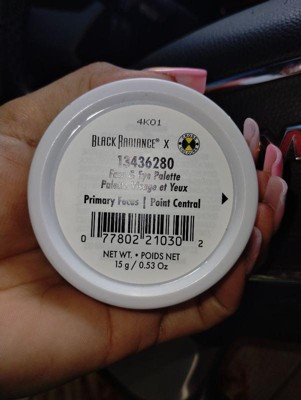 4K01
BLACK RADIANCE® X
13436280
Face & Eye Palette
Palette Visage et Yeux
Primary Focus | Point Central
0 77802 21030 2
NET WT. • POIDS NET
15 g / 0.53 Oz